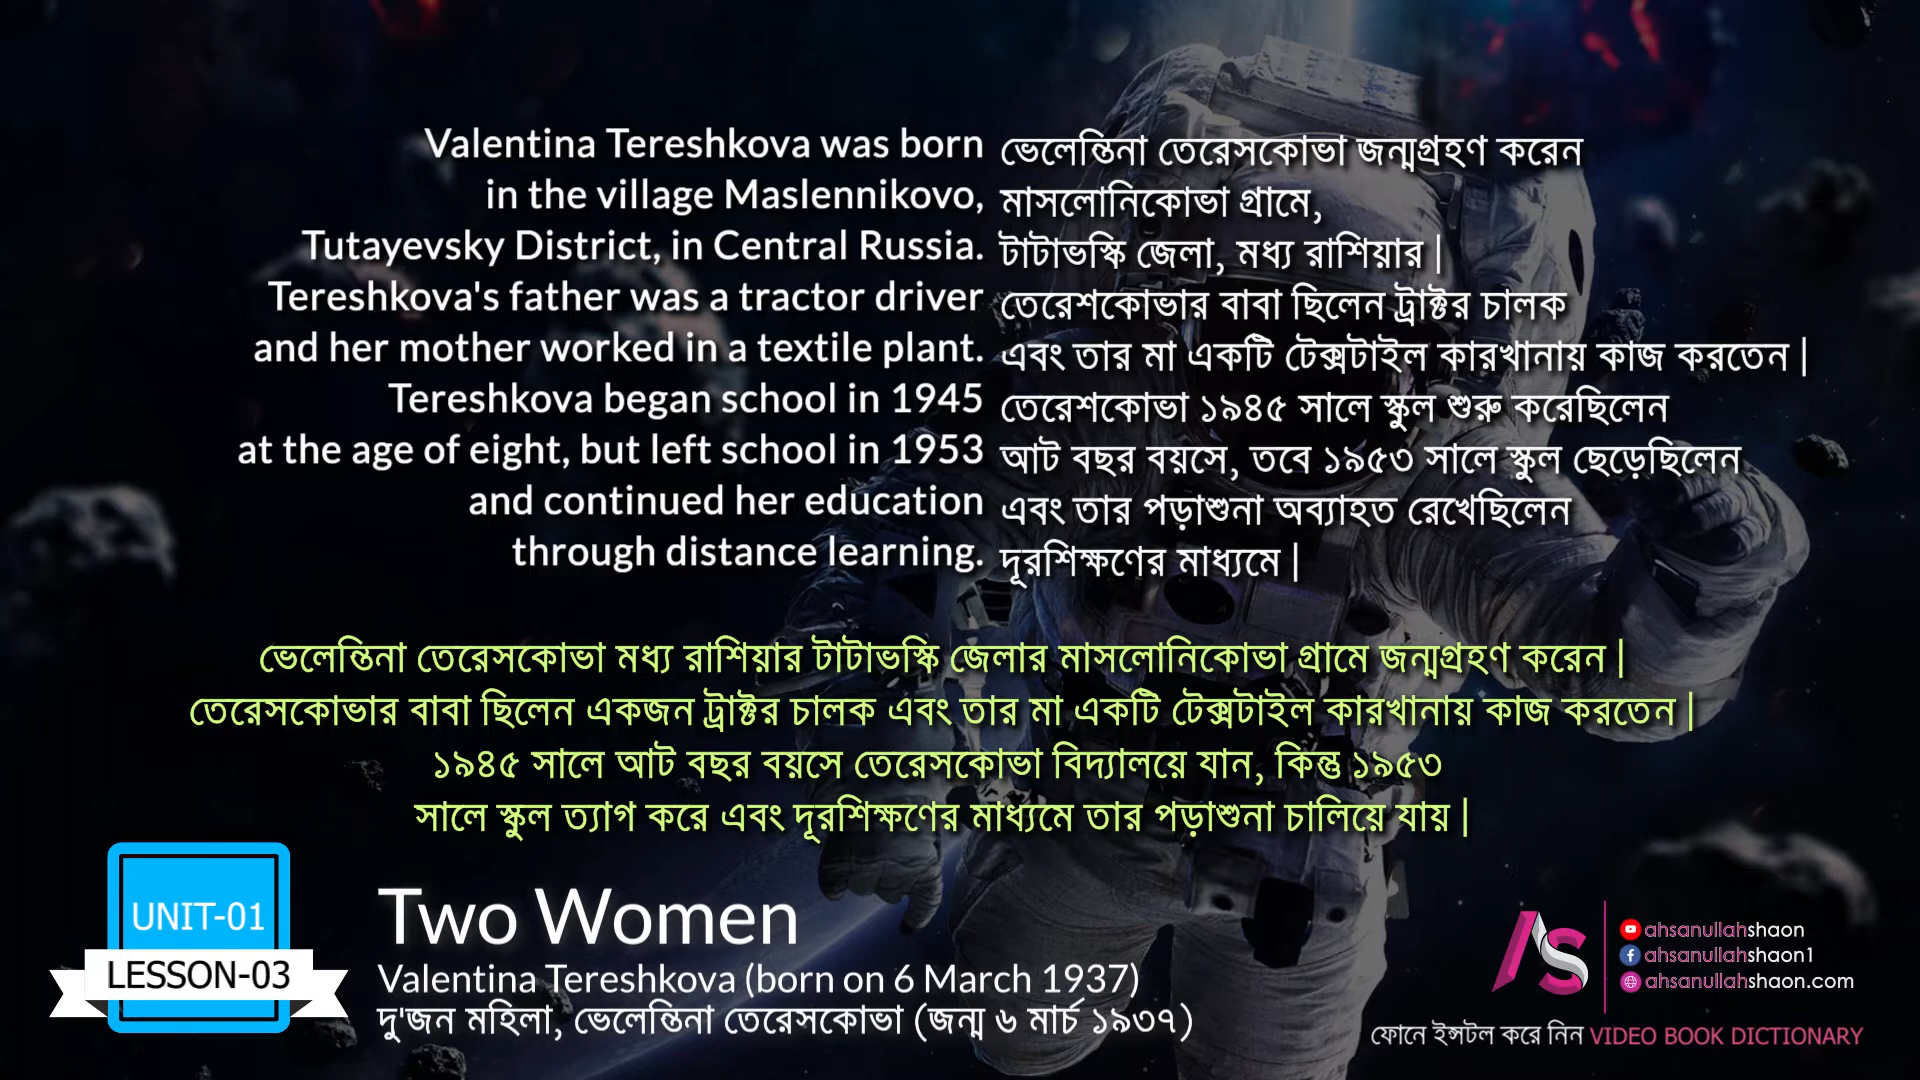 Valentina Tereshkova was born
in the village Maslennikovo,
Tutayevsky District, in Central Russia.
Tereshkova's father was a tractor driver
and her mother worked in a textile plant.
Tereshkova began school in 1945
at the age of eight, but left school in 1953
and continued her education
through distance learning.
ভেলেন্তিনা তেরেসকোভা জন্মগ্রহণ করেন
মাসলোনিকোভা গ্রামে,
টাটাভস্কি জেলা, মধ্য রাশিয়ার |
তেরেশকোভার বাবা ছিলেন ট্রাক্টর চালক
এবং তার মা একটি টেক্সটাইল কারখানায় কাজ করতেন |
তেরেশকোভা ১৯৪৫ সালে স্কুল শুরু করেছিলেন
আট বছর বয়সে, তবে ১৯৫৩ সালে স্কুল ছেড়েছিলেন
এবং তার পড়াশুনা অব্যাহত রেখেছিলেন
দূরশিক্ষণের মাধ্যমে |
ভেলেন্তিনা তেরেসকোভা মধ্য রাশিয়ার টাটাভস্কি জেলার মাসলোনিকোভা গ্রামে জন্মগ্রহণ করেন |
তেরেসকোভার বাবা ছিলেন একজন ট্রাক্টর চালক এবং তার মা একটি টেক্সটাইল কারখানায় কাজ করতেন |
১৯৪৫ সালে আট বছর বয়সে তেরেসকোভা বিদ্যালয়ে যান, কিন্তু ১৯৫৩
সালে স্কুল ত্যাগ করে এবং দূরশিক্ষণের মাধ্যমে তার পড়াশুনা চালিয়ে যায় |
UNIT-01
LESSON-03
Two Women
Valentina Tereshkova (born on 6 March 1937)
দু'জন মহিলা, ভেলেন্তিনা তেরেসকোভা (জন্ম ৬ মার্চ ১৯৩৭)
AS
ahsanullahshaon
ahsanullahshaon1
ahsanullahshaon.com
ফোনে ইন্সটল করে নিন VIDEO BOOK DICTIONARY